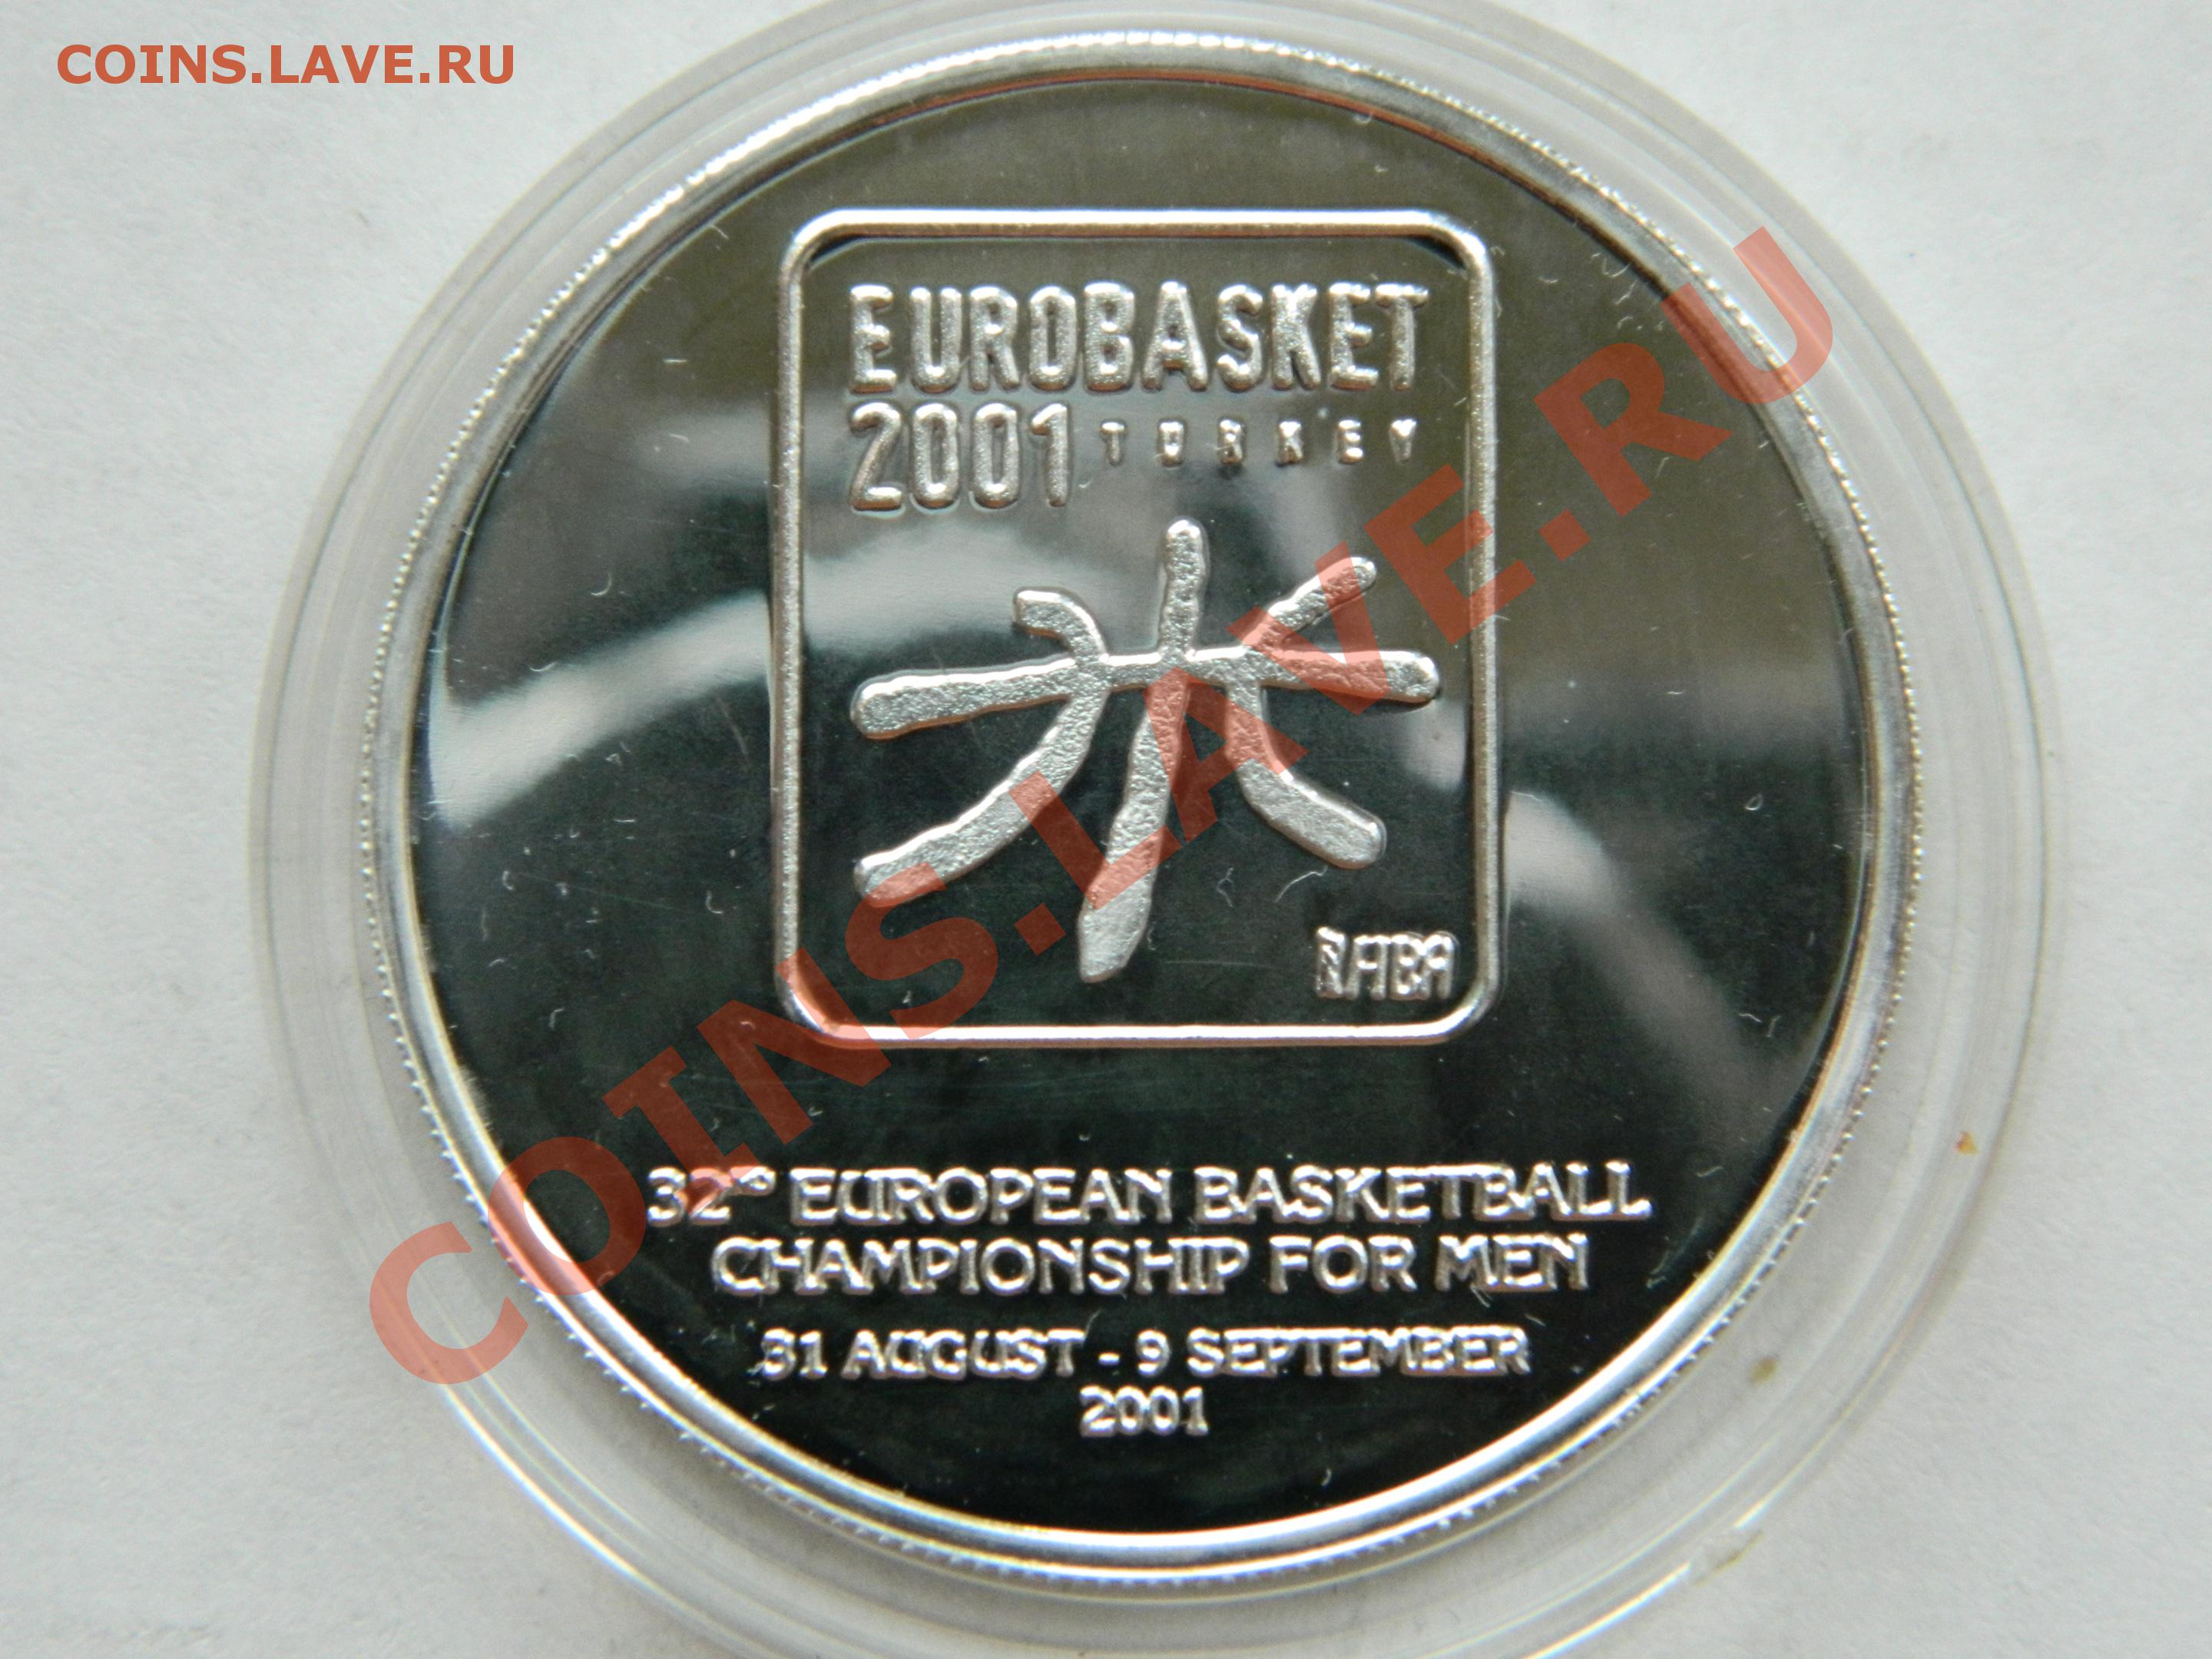 COINS.LAVE.RU
EUROBASKET
2001 TURKEY
COINS.LAVE.RU
FIBA
32ND EUROPEAN BASKETBALL
CHAMPIONSHIP FOR MEN
31 AUGUST - 9 SEPTEMBER
2001